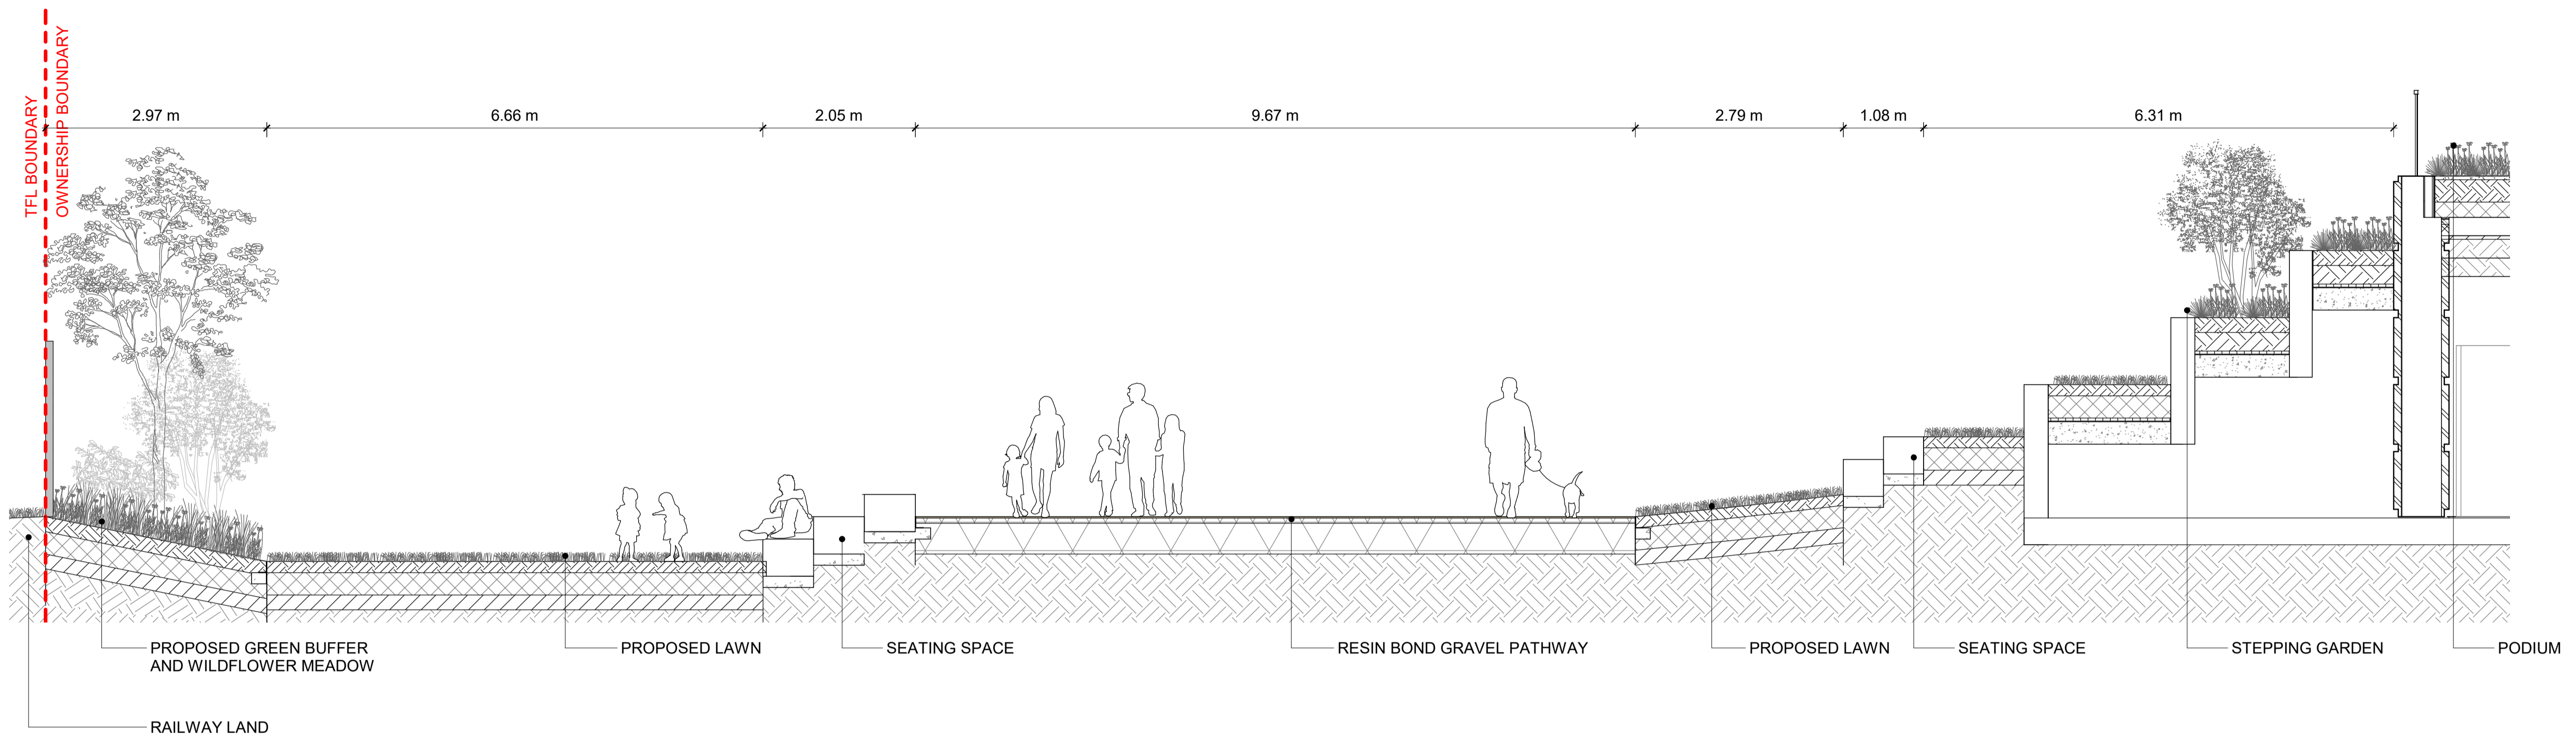 TFL BOUNDARY
OWNERSHIP BOUNDARY
2.97 m
6.66 m
2.05 m
9.67 m
2.79 m
1.08 m
6.31 m
PROPOSED GREEN BUFFER
AND WILDFLOWER MEADOW
PROPOSED LAWN
SEATING SPACE
RESIN BOND GRAVEL PATHWAY
PROPOSED LAWN
SEATING SPACE
STEPPING GARDEN
PODIUM
RAILWAY LAND